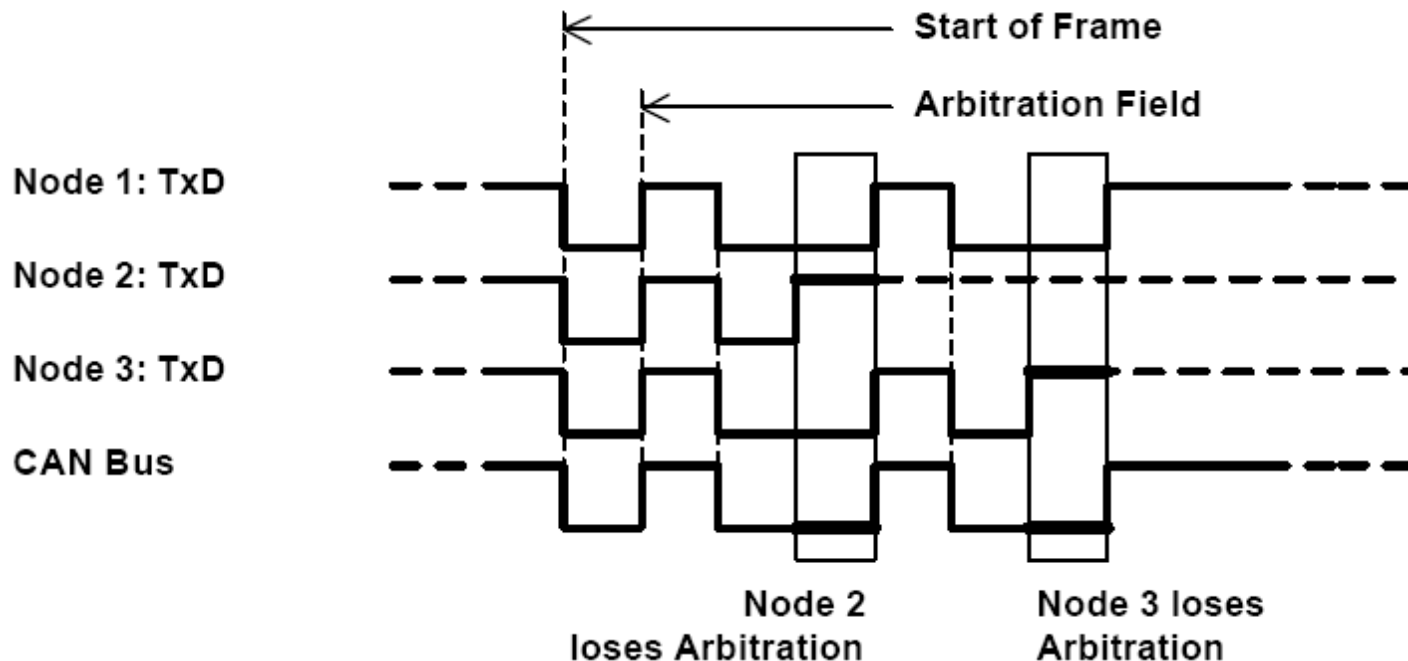 Start of Frame
Arbitration Field
Node 1: TxD
Node 2: TxD
Node 3: TxD
CAN Bus
Node 2
loses Arbitration
Node 3 loses
Arbitration